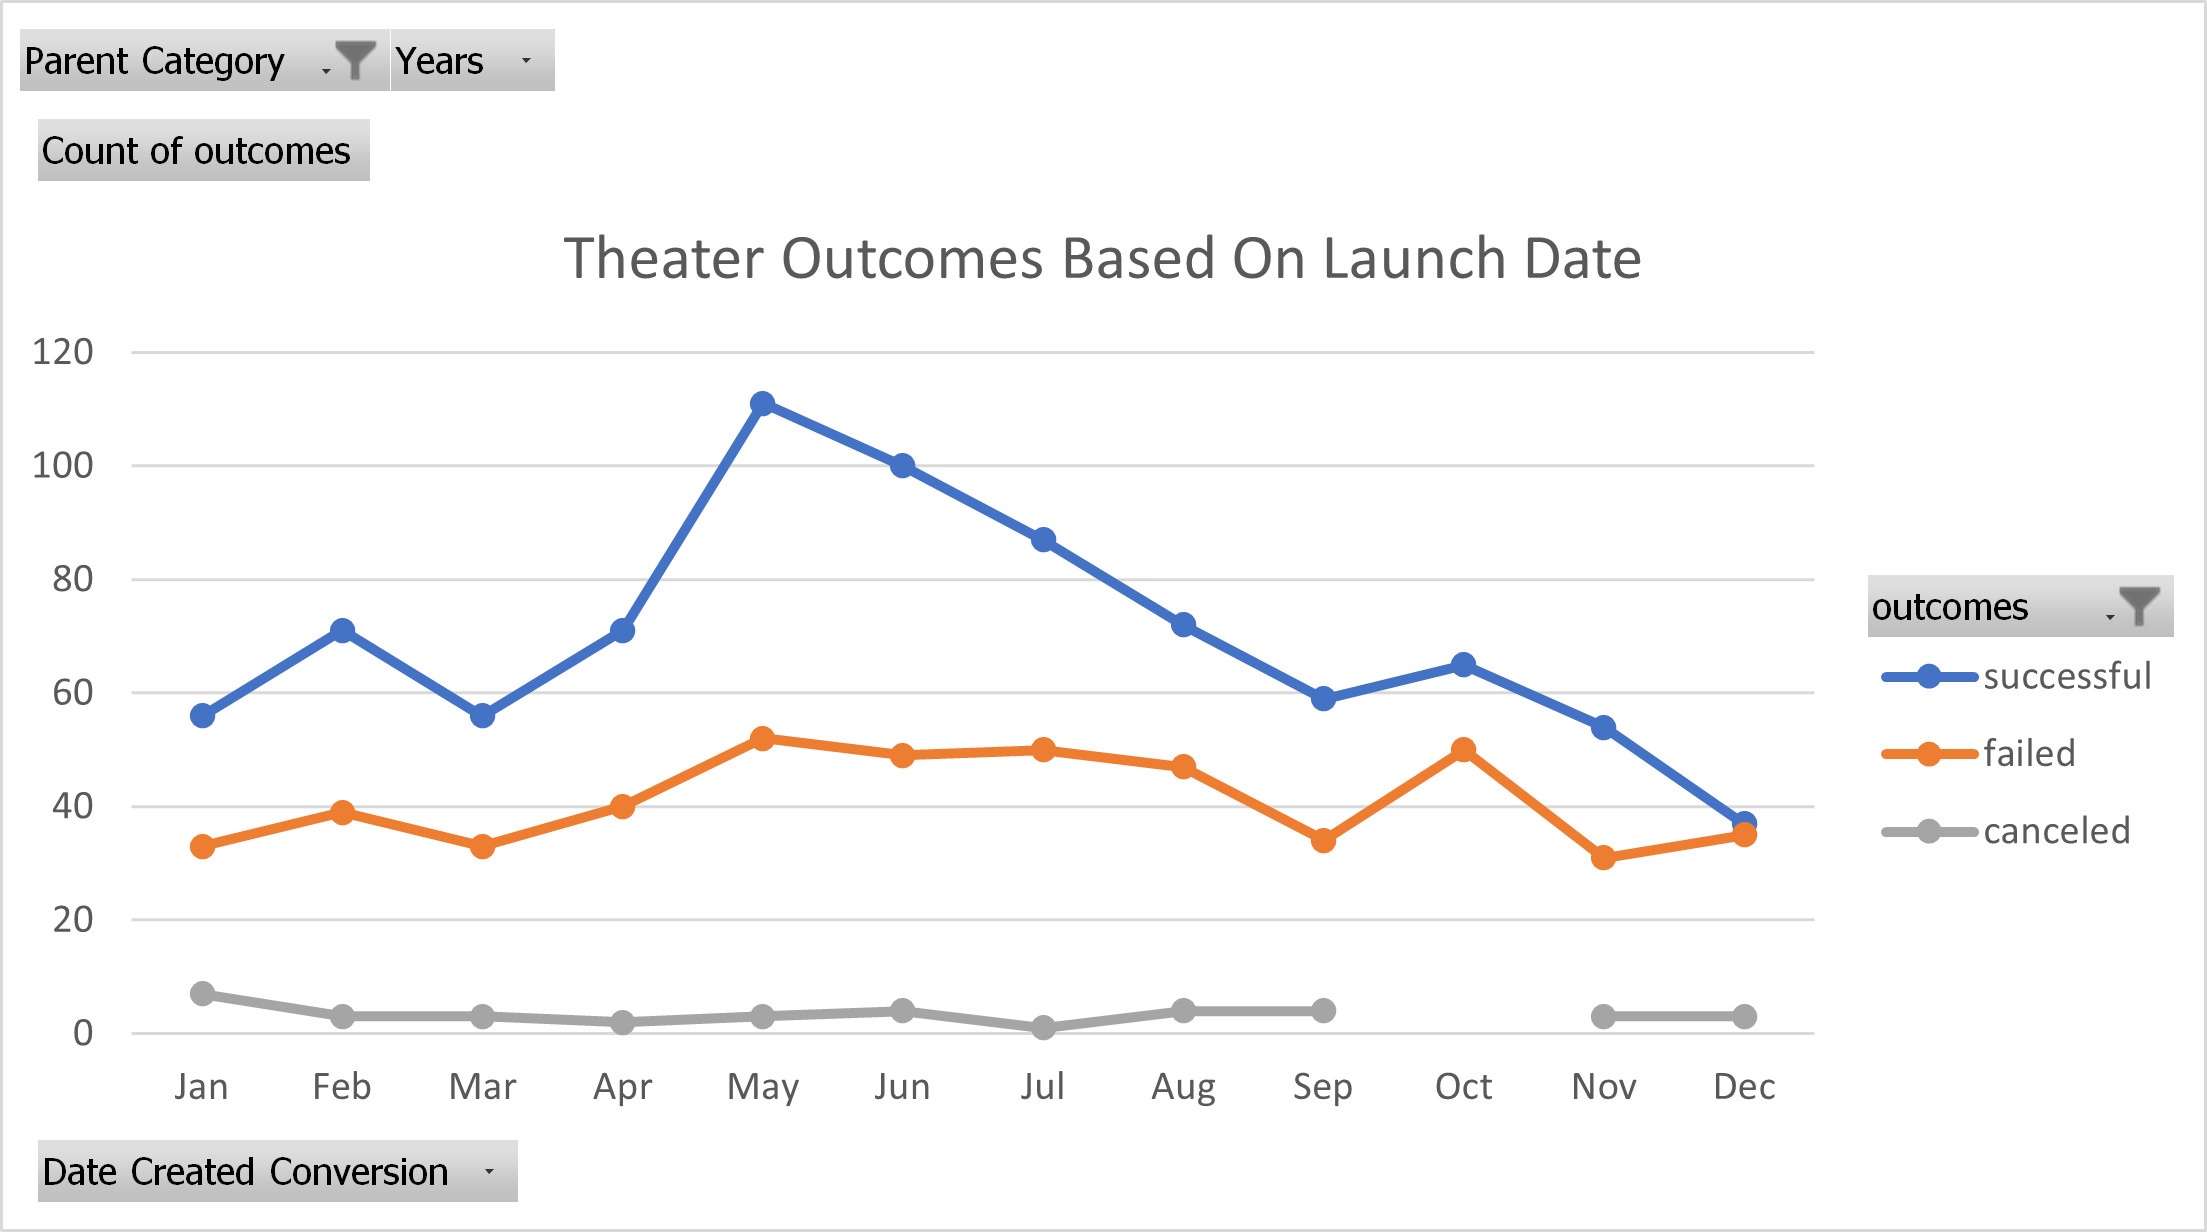 Parent Category Years
Count of outcomes
Theater Outcomes Based On Launch Date
120
100
80
60
40
20
0
Jan Feb Mar Apr May Jun Jul Aug Sep Oct Nov Dec
outcomes
successful
failed
canceled
Date Created Conversion